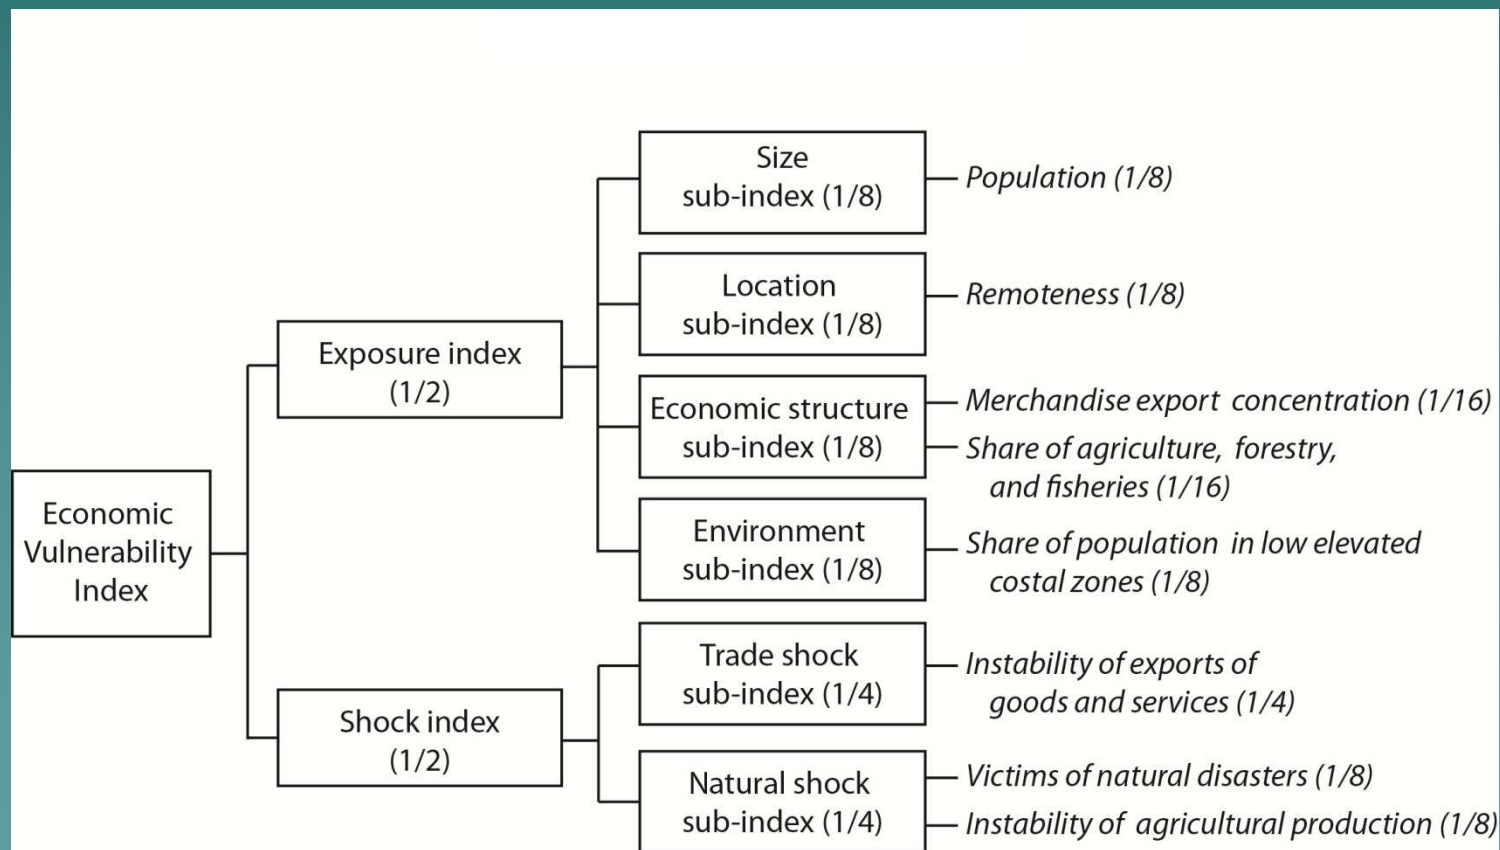 Size
sub-index (1/8)
Population (1/8)
Location
sub-index (1/8)
Remoteness (1/8)
Exposure index
(1/2)
Economic structure
sub-index (1/8)
Merchandise export concentration (1/16)
Share of agriculture, forestry,
and fisheries (1/16)
Economic
Vulnerability
Index
Environment
sub-index (1/8)
Share of population in low elevated
costal zones (1/8)
Shock index
(1/2)
Trade shock
sub-index (1/4)
Instability of exports of
goods and services (1/4)
Natural shock
sub-index (1/4)
Victims of natural disasters (1/8)
Instability of agricultural production (1/8)